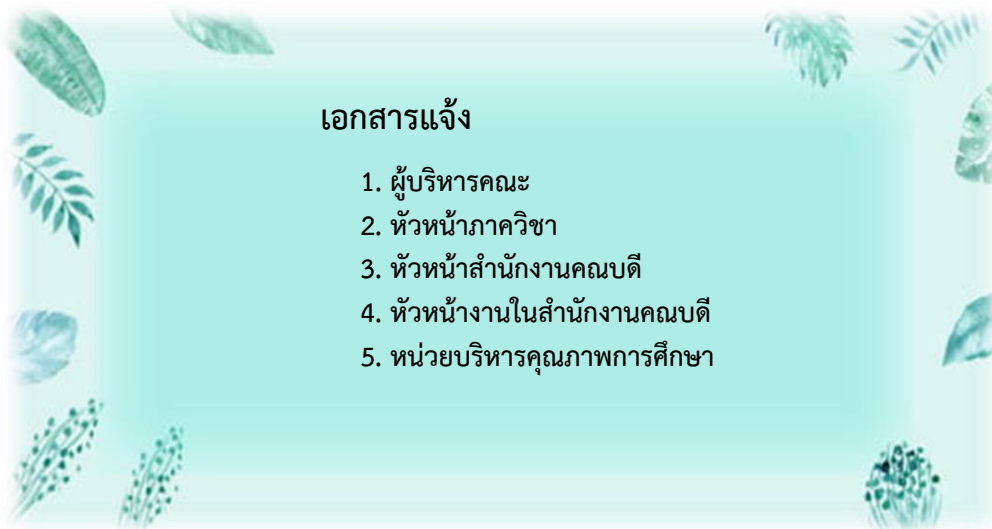 เอกสารแจ้ง
1. ผู้บริหารคณะ
2. หัวหน้าภาควิชา
3. หัวหน้าสำนักงานคณบดี
4. หัวหน้างานในสำนักงานคณบดี
5. หน่วยบริหารคุณภาพการศึกษา